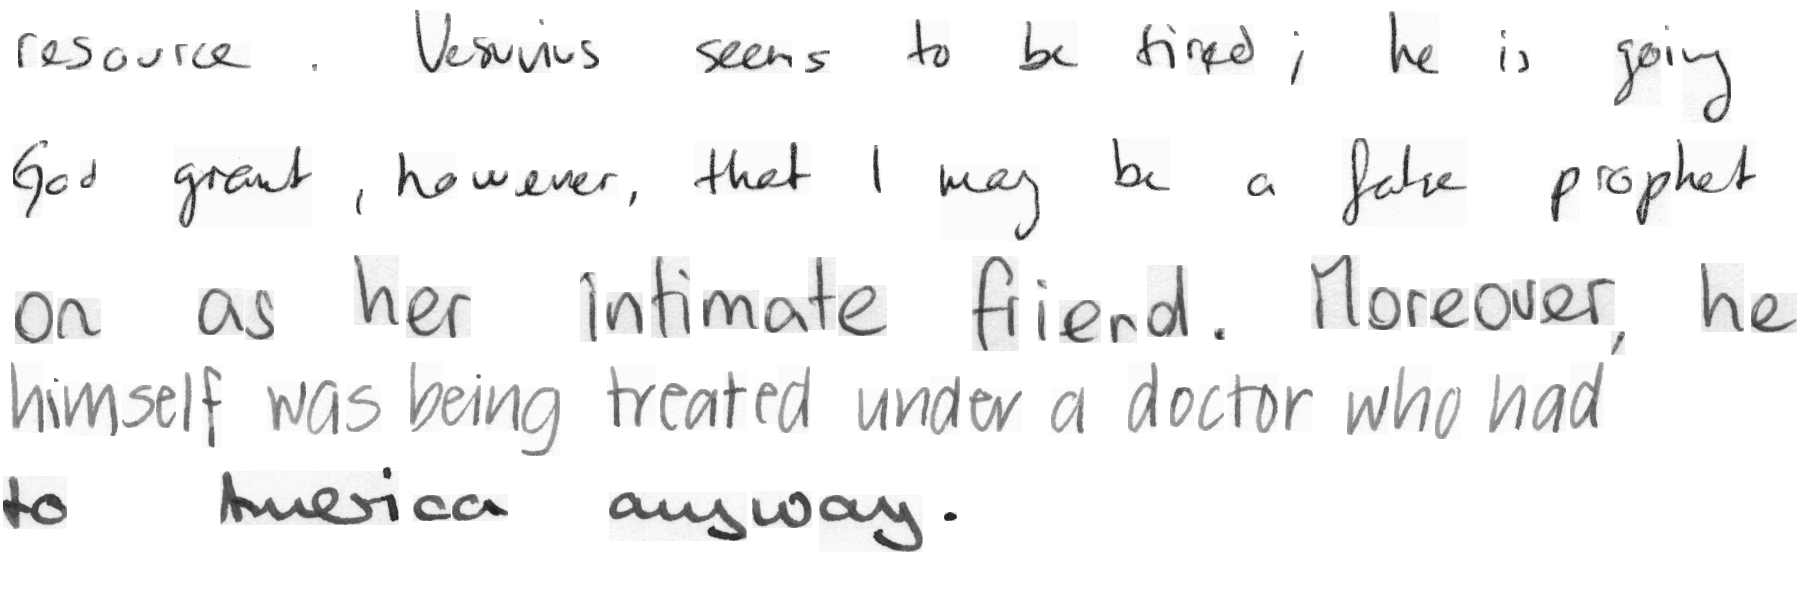 resource . Vesuvius seems to be tired ; he is going
God grant , however , that I may be a false prophet
on as her intimate friend . Moreover , he
himself was being treated under a doctor who had
to America anyway .